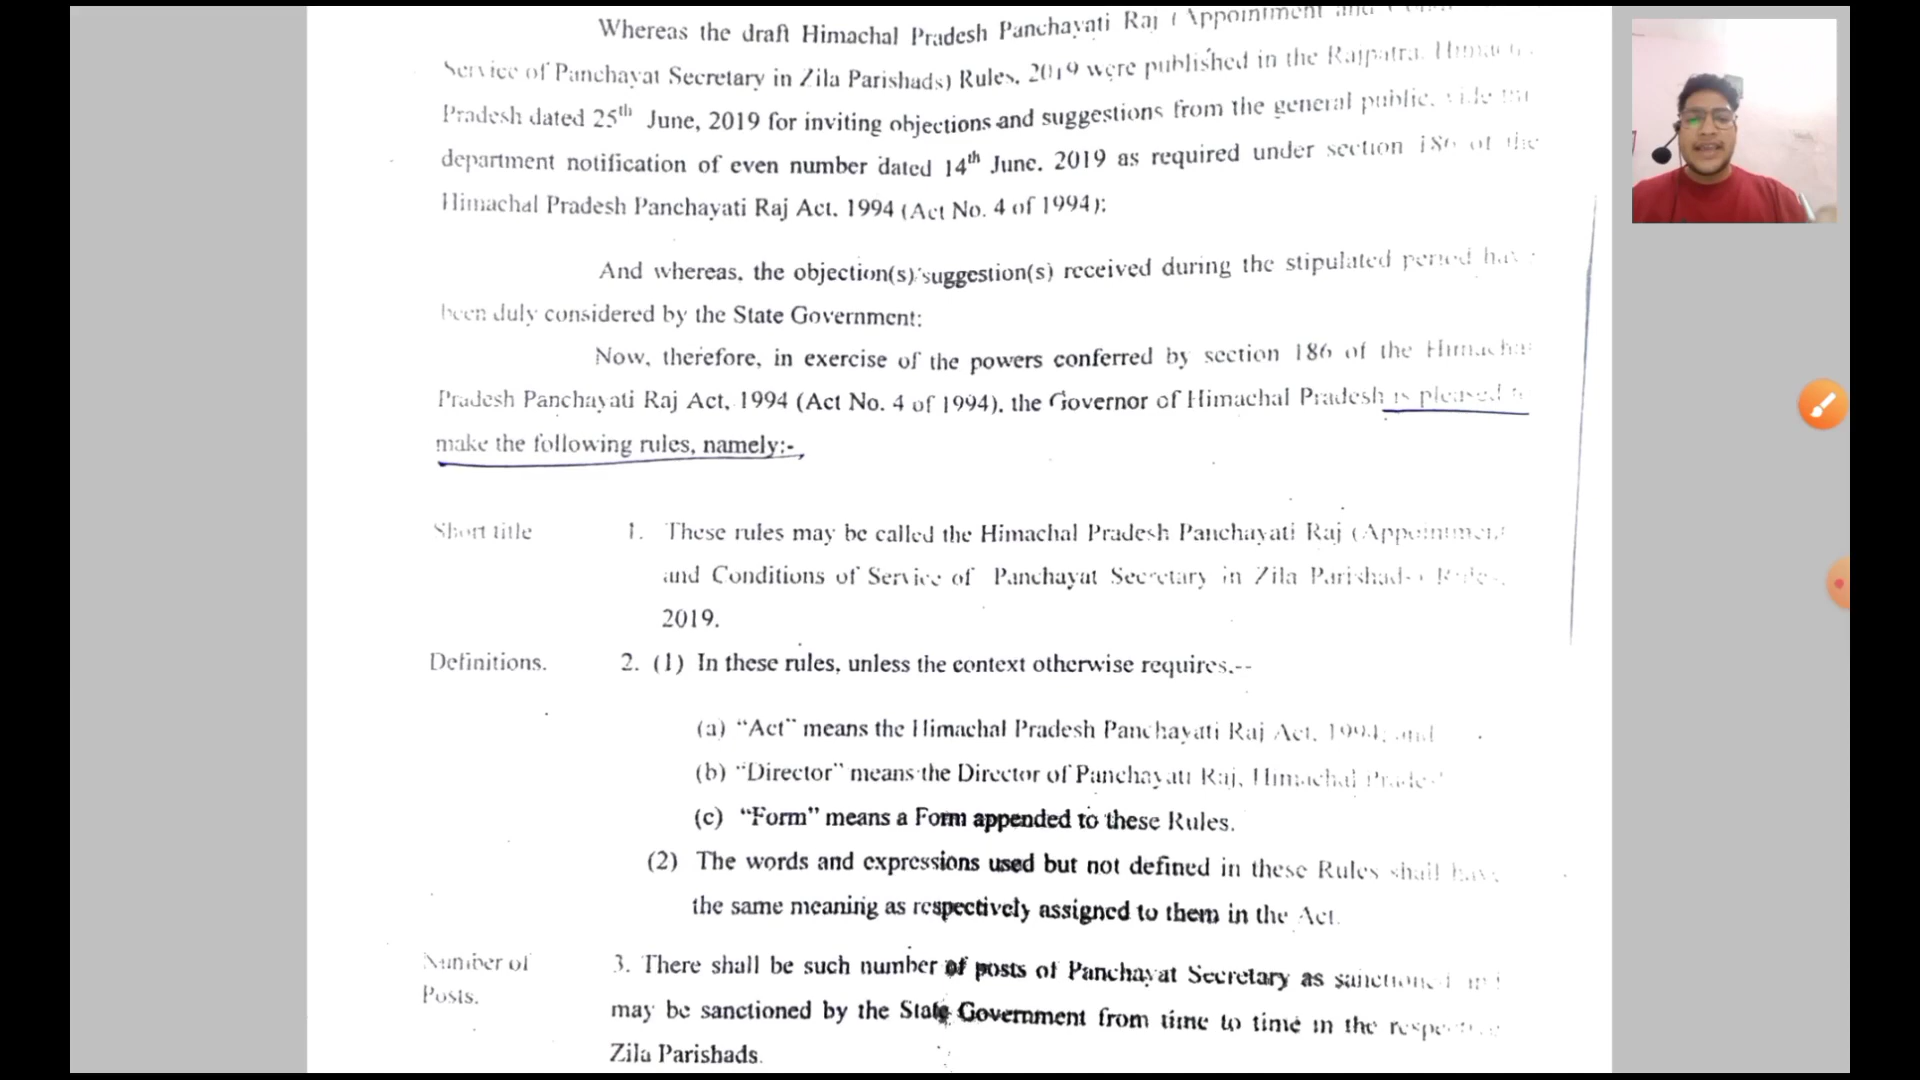 Whereas the draft Himachal Pradesh Panchayati Raj (Appointment and
Service of Panchayat Secretary in Zila Parishads) Rules, 2019 were published in the Rajpatra, Himachal
Pradesh dated 25th June, 2019 for inviting objections and suggestions from the general public, vide
department notification of even number dated 14th June, 2019 as required under section 186 of the
Himachal Pradesh Panchayati Raj Act, 1994 (Act No. 4 of 1994);
And whereas, the objection(s)/suggestion(s) received during the stipulated period have
been duly considered by the State Government;
Now, therefore, in exercise of the powers conferred by section 186 of the Himachal
Pradesh Panchayati Raj Act, 1994 (Act No. 4 of 1994), the Governor of Himachal Pradesh is pleased to
make the following rules, namely:-
Short title 1. These rules may be called the Himachal Pradesh Panchayati Raj (Appointment
and Conditions of Service of Panchayat Secretary in Zila Parishads) Rules,
2019.
Definitions. 2. (1) In these rules, unless the context otherwise requires,--
(a) “Act” means the Himachal Pradesh Panchayati Raj Act, 1994; and
(b) “Director” means the Director of Panchayati Raj, Himachal Pradesh
(c) “Form” means a Form appended to these Rules.
(2) The words and expressions used but not defined in these Rules shall have
the same meaning as respectively assigned to them in the Act.
Number of 3. There shall be such number of posts of Panchayat Secretary as sanctioned
Posts. may be sanctioned by the State Government from time to time in the respective
Zila Parishads.